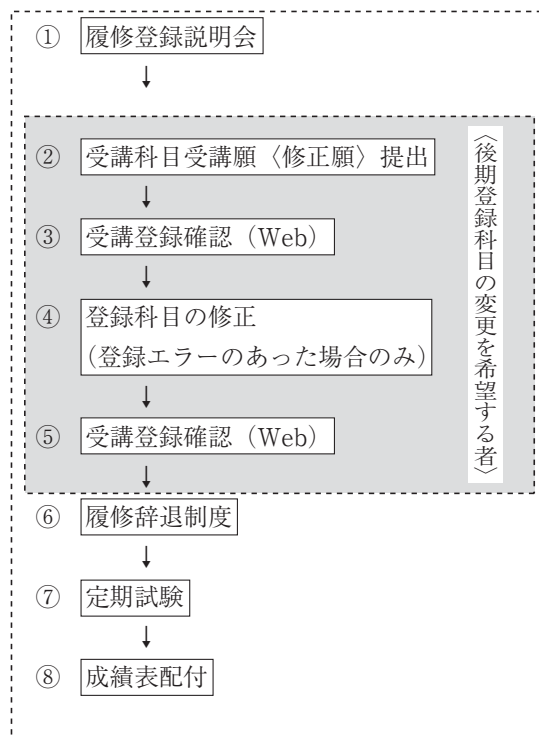 ① 履修登録説明会
↓
② 受講科目受講願〈修正願〉提出
↓
③ 受講登録確認（Web）
↓
④ 登録科目の修正
（登録エラーのあった場合のみ）
↓
⑤ 受講登録確認（Web）
↓
〈後期登録科目の変更を希望する者〉
⑥ 履修辞退制度
↓
⑦ 定期試験
↓
⑧ 成績表配付